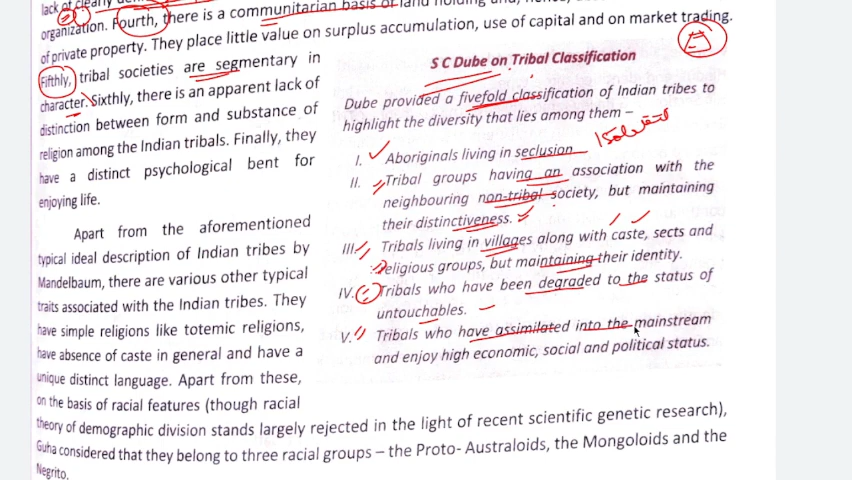 lack of clearly
organization. Fourth, there is a communitarian basis of land holding and
of private property. They place little value on surplus accumulation, use of capital and on market trading.
Fifthly, tribal societies are segmentary in
character. Sixthly, there is an apparent lack of
distinction between form and substance of
religion among the Indian tribals. Finally, they
have a distinct psychological bent for
enjoying life.
Apart from the aforementioned
typical ideal description of Indian tribes by
Mandelbaum, there are various other typical
traits associated with the Indian tribes. They
have simple religions like totemic religions,
have absence of caste in general and have a
unique distinct language. Apart from these,
on the basis of racial features (though racial
S C Dube on Tribal Classification
Dube provided a fivefold classification of Indian tribes to
highlight the diversity that lies among them –
Isolated
I. Aboriginals living in seclusion
II. Tribal groups having an association with the
neighbouring non-tribal society, but maintaining
their distinctiveness.
III. Tribals living in villages along with caste, sects and
religious groups, but maintaining their identity.
IV. Tribals who have been degraded to the status of
untouchables.
V. Tribals who have assimilated into the mainstream
and enjoy high economic, social and political status.
theory of demographic division stands largely rejected in the light of recent scientific genetic research),
Guha considered that they belong to three racial groups – the Proto- Australoids, the Mongoloids and the
Negrito.